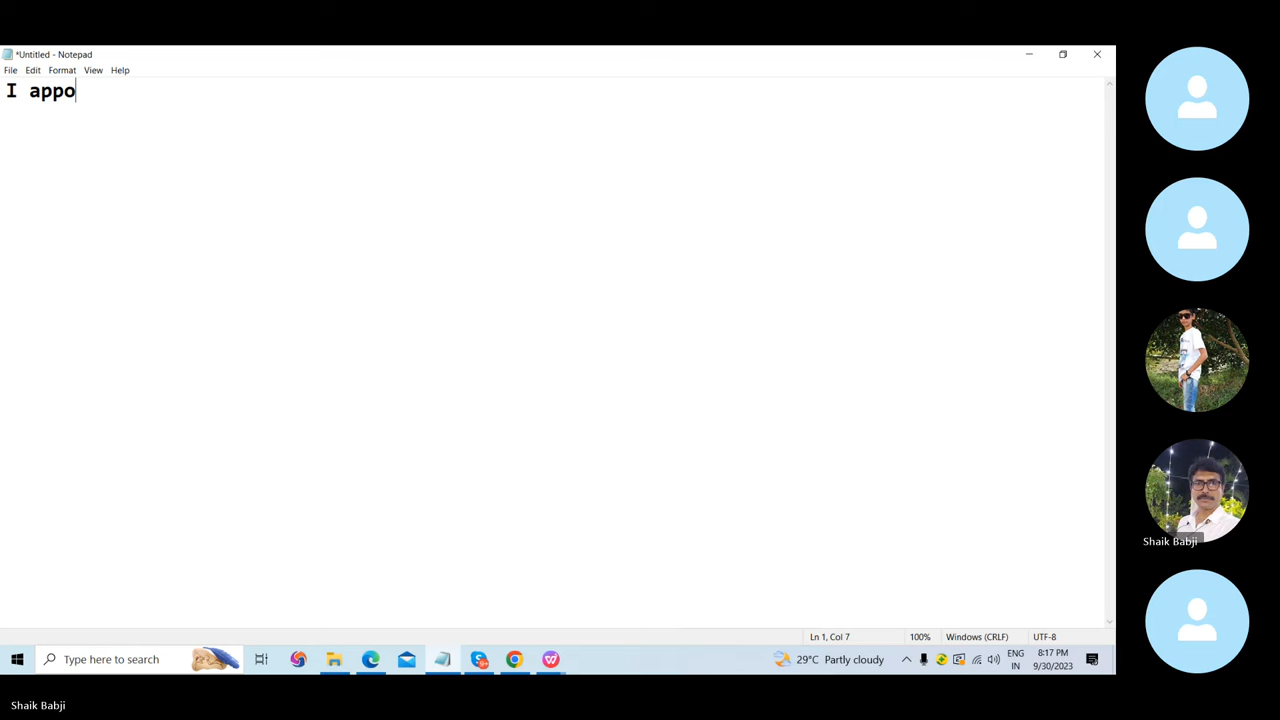 *Untitled - Notepad
File Edit Format View Help
I appo
Ln 1, Col 7 100% Windows (CRLF) UTF-8
Type here to search
29°C Partly cloudy
ENG
IN
8:17 PM
9/30/2023
Shaik Babji
Shaik Babji